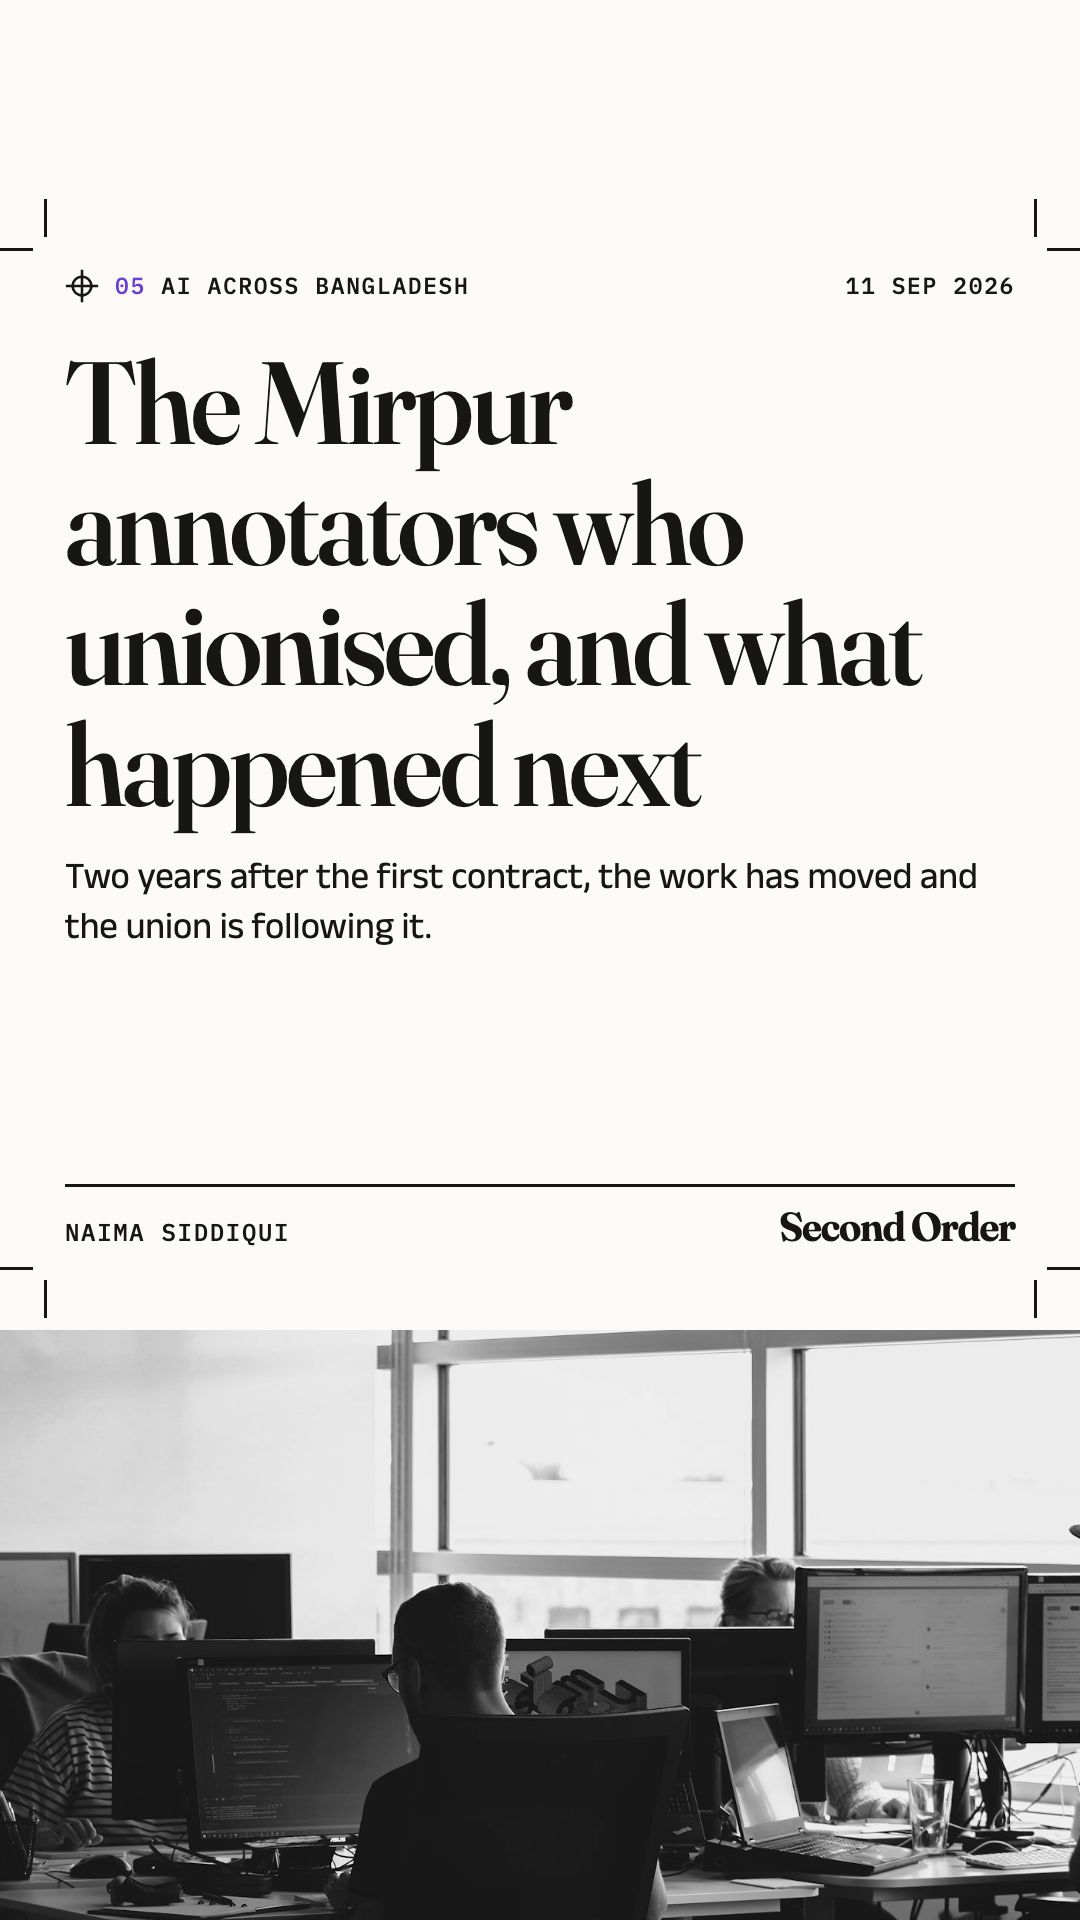 05 AI ACROSS BANGLADESH
11 SEP 2026
The Mirpur
annotators who
unionised, and what
happened next
Two years after the first contract, the work has moved and
the union is following it.
NAIMA SIDDIQUI
Second Order